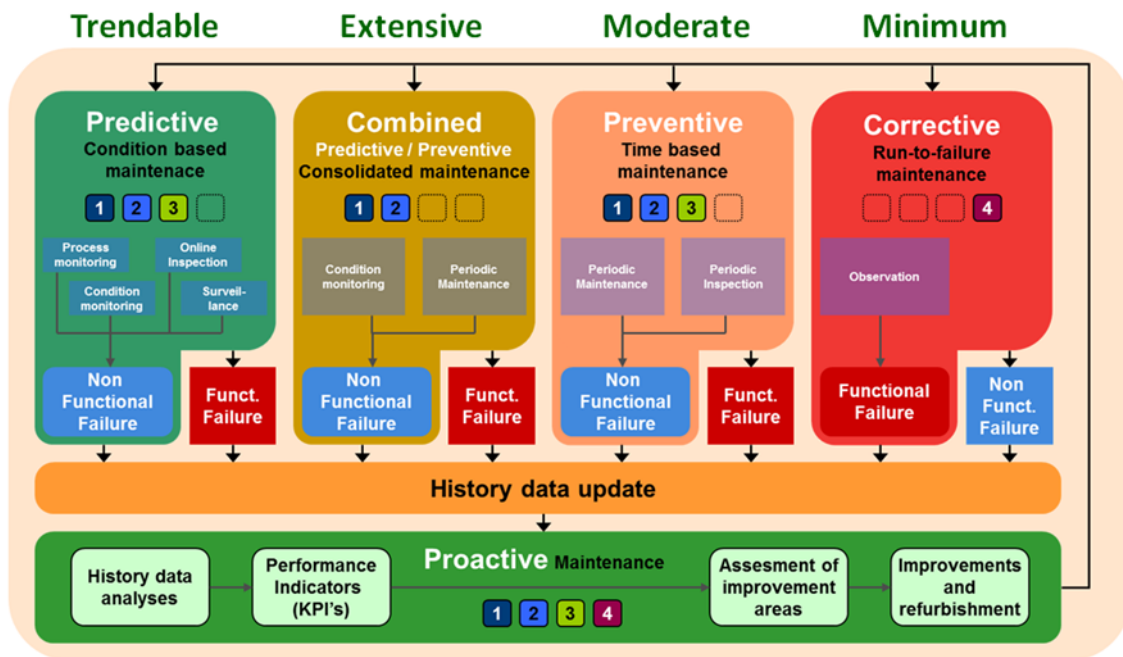 Trendable
Extensive
Moderate
Minimum
Predictive
Condition based
maintenace
1 2 3
Process
monitoring
Online
Inspection
Condition
monitoring
Surveil-
lance
Non
Functional
Failure
Funct.
Failure
Combined
Predictive / Preventive
Consolidated maintenance
1 2
Condition
monitoring
Periodic
Maintenance
Non
Functional
Failure
Funct.
Failure
Preventive
Time based
maintenance
1 2 3
Periodic
Maintenance
Periodic
Inspection
Non
Functional
Failure
Funct.
Failure
Corrective
Run-to-failure
maintenance
4
Observation
Functional
Failure
Non
Funct.
Failure
History data update
Proactive Maintenance
History data
analyses
Performance
Indicators
(KPI's)
1 2 3 4
Assesment of
improvement
areas
Improvements
and
refurbishment